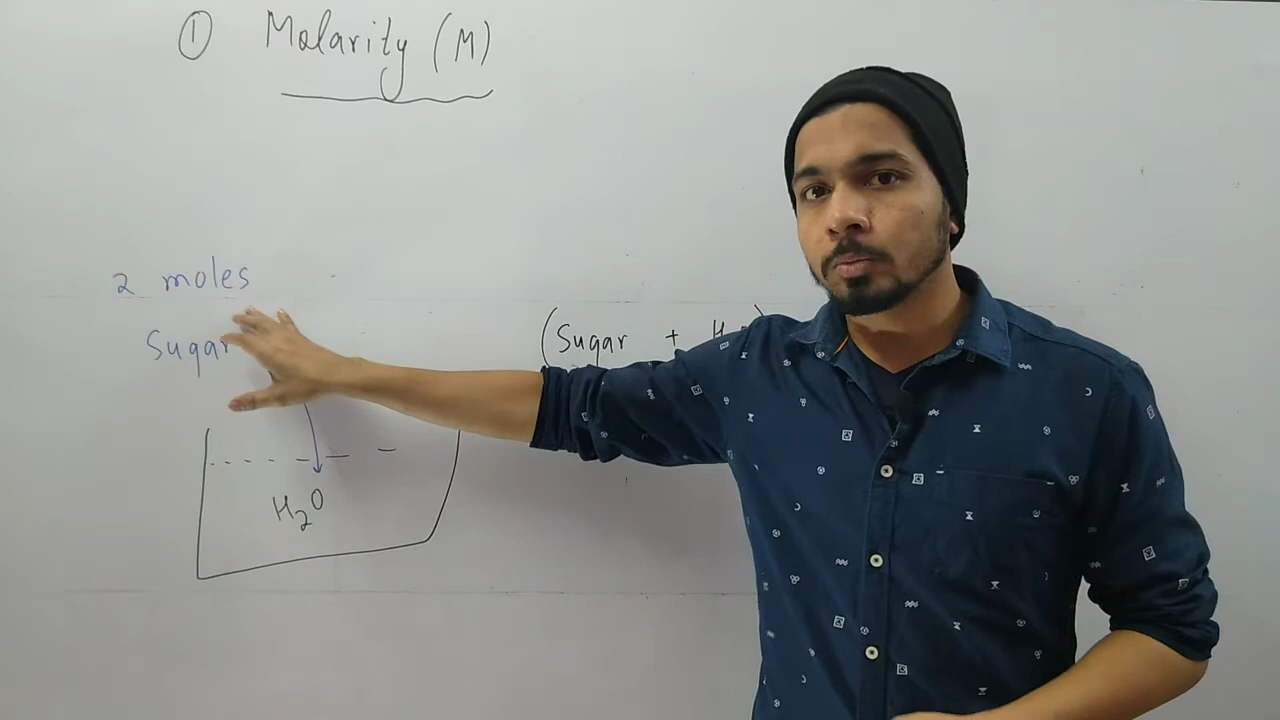 ① Molarity (M)
2 moles
Sugar
(Sugar + H
H₂O